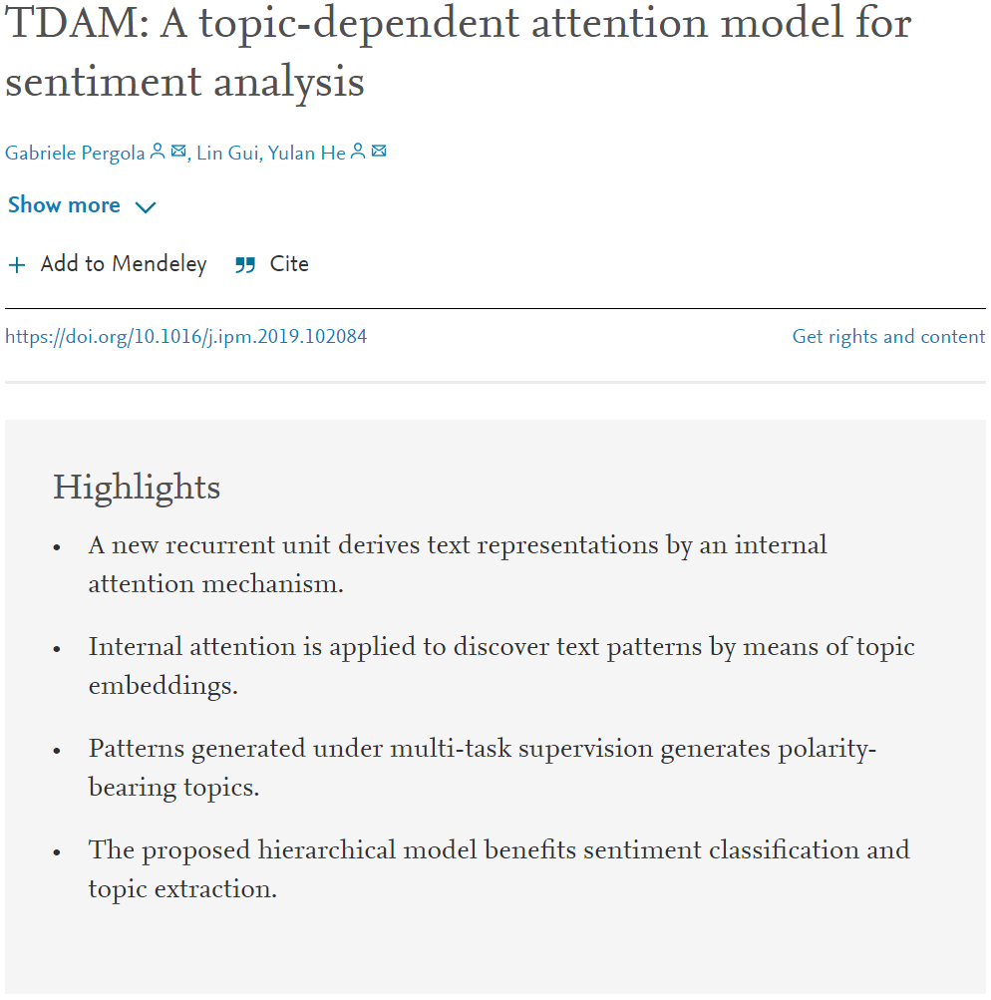 TDAM: A topic-dependent attention model for
sentiment analysis
Gabriele Pergola, Lin Gui, Yulan He
Show more
+ Add to Mendeley Cite
https://doi.org/10.1016/j.ipm.2019.102084 Get rights and content
Highlights
• A new recurrent unit derives text representations by an internal
attention mechanism.
• Internal attention is applied to discover text patterns by means of topic
embeddings.
• Patterns generated under multi-task supervision generates polarity-
bearing topics.
• The proposed hierarchical model benefits sentiment classification and
topic extraction.